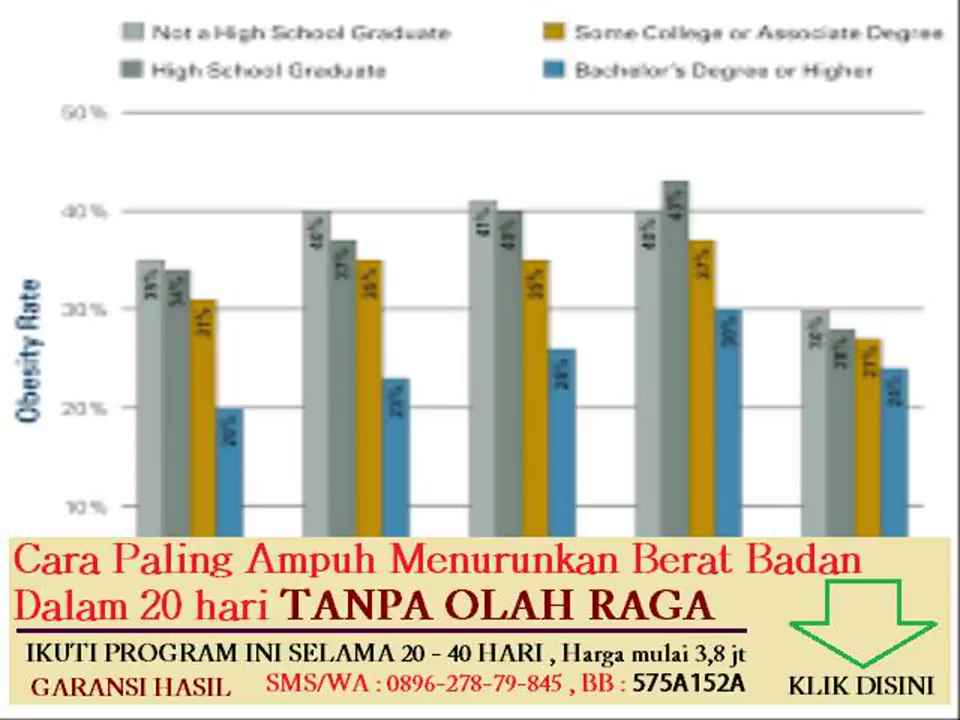 Not a High School Graduate
Some College or Associate Degree
High School Graduate
Bachelor's Degree or Higher
50%
40%
30%
20%
10%
Obesity Rate
35% 34% 31% 20%
40% 37% 35% 23%
41% 40% 35% 26%
40% 43% 37% 30%
30% 28% 27% 24%
Cara Paling Ampuh Menurunkan Berat Badan
Dalam 20 hari TANPA OLAH RAGA
IKUTI PROGRAM INI SELAMA 20 - 40 HARI , Harga mulai 3,8 jt
GARANSI HASIL SMS/WA : 0896-278-79-845 , BB : 575A152A
KLIK DISINI